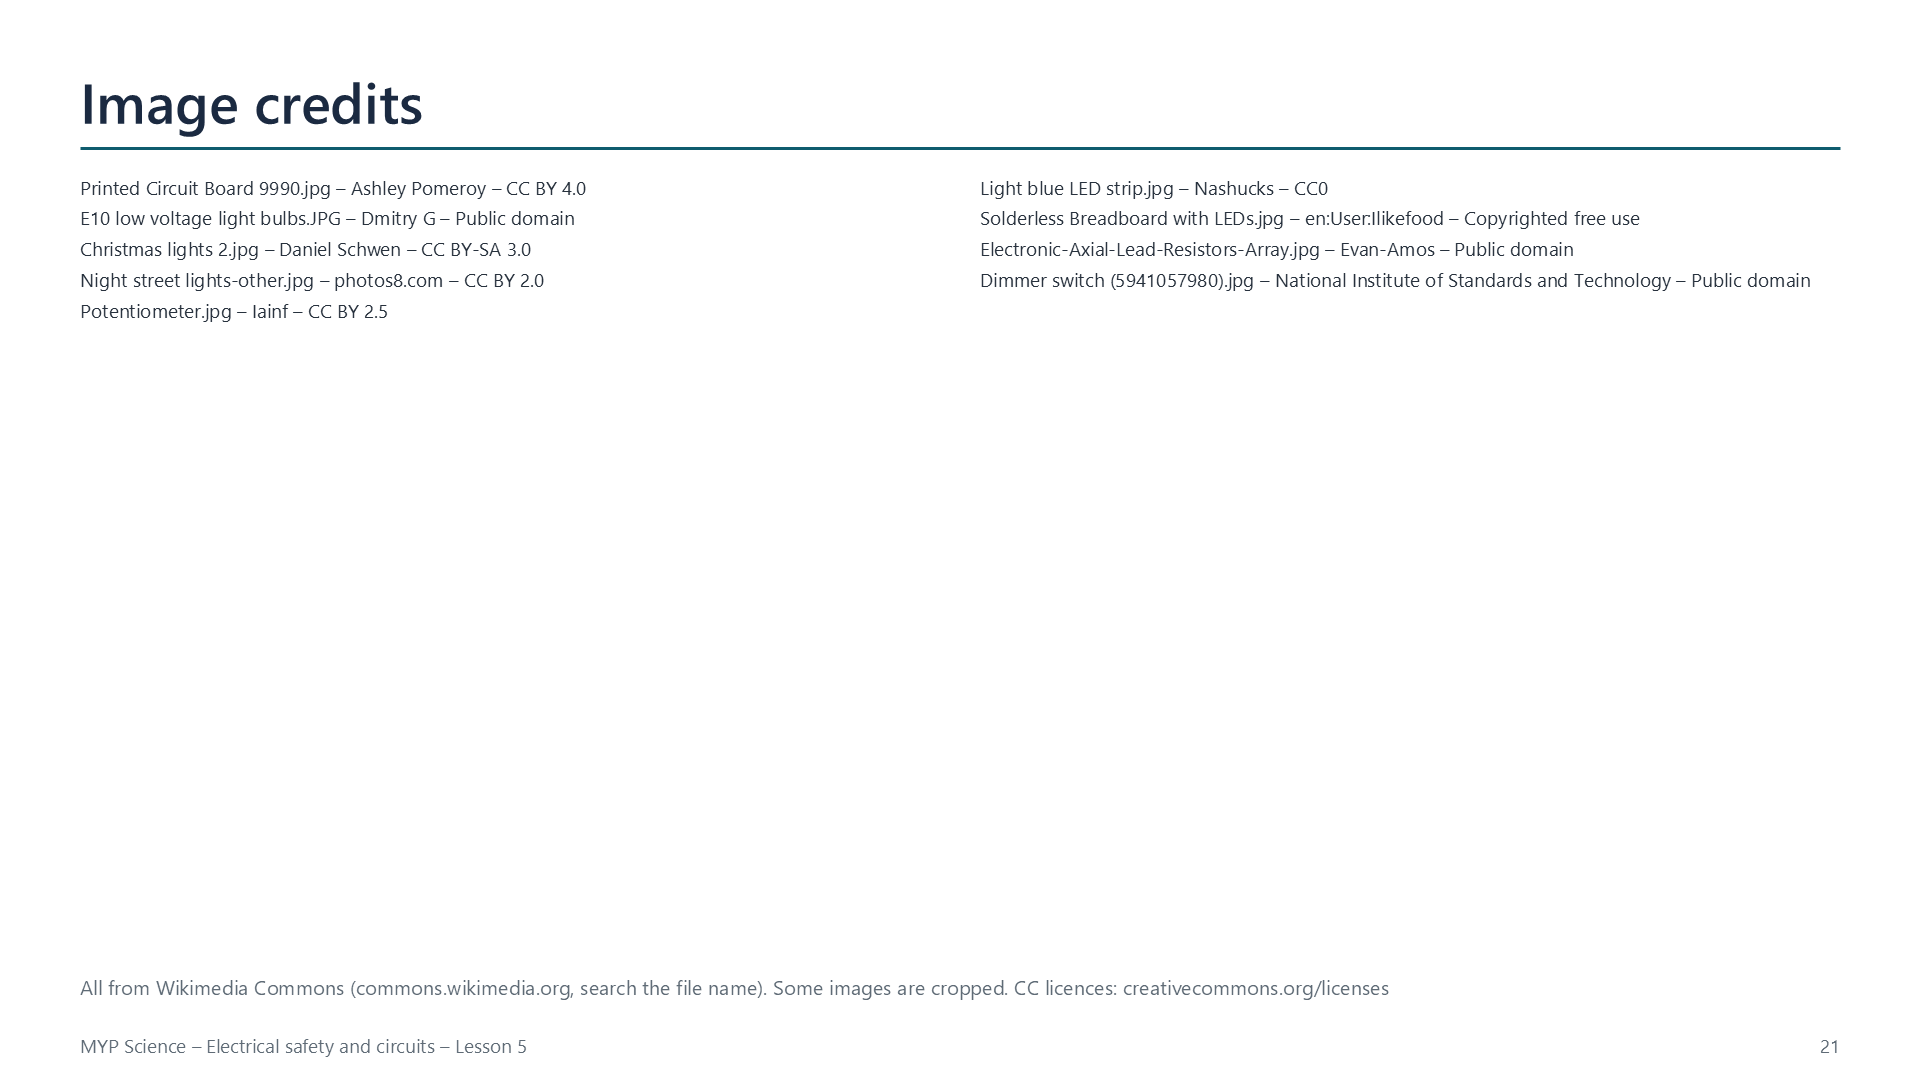 Image credits
Printed Circuit Board 9990.jpg – Ashley Pomeroy – CC BY 4.0
E10 low voltage light bulbs.JPG – Dmitry G – Public domain
Christmas lights 2.jpg – Daniel Schwen – CC BY-SA 3.0
Night street lights-other.jpg – photos8.com – CC BY 2.0
Potentiometer.jpg – Iainf – CC BY 2.5
Light blue LED strip.jpg – Nashucks – CC0
Solderless Breadboard with LEDs.jpg – en:User:Ilikefood – Copyrighted free use
Electronic-Axial-Lead-Resistors-Array.jpg – Evan-Amos – Public domain
Dimmer switch (5941057980).jpg – National Institute of Standards and Technology – Public domain
All from Wikimedia Commons (commons.wikimedia.org, search the file name). Some images are cropped. CC licences: creativecommons.org/licenses
MYP Science – Electrical safety and circuits – Lesson 5
21